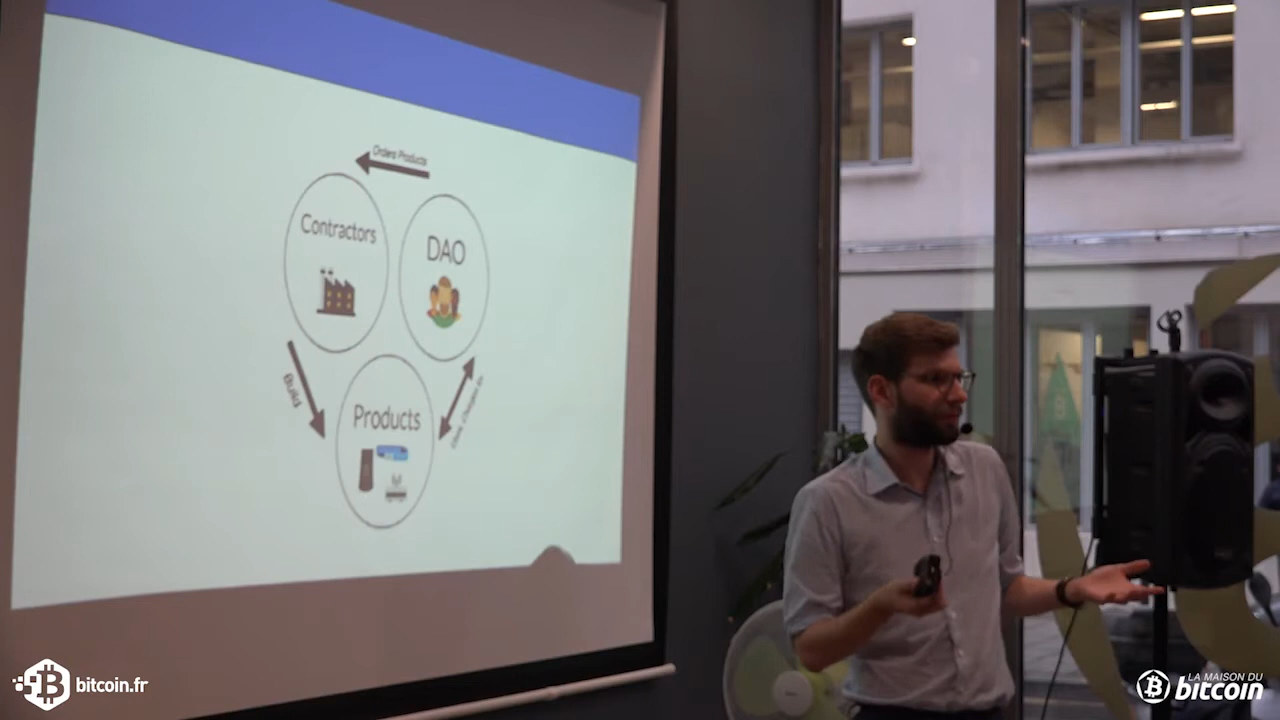 Orders Products
Contractors
DAO
Build
Products
bitcoin.fr
LA MAISON DU
bitcoin